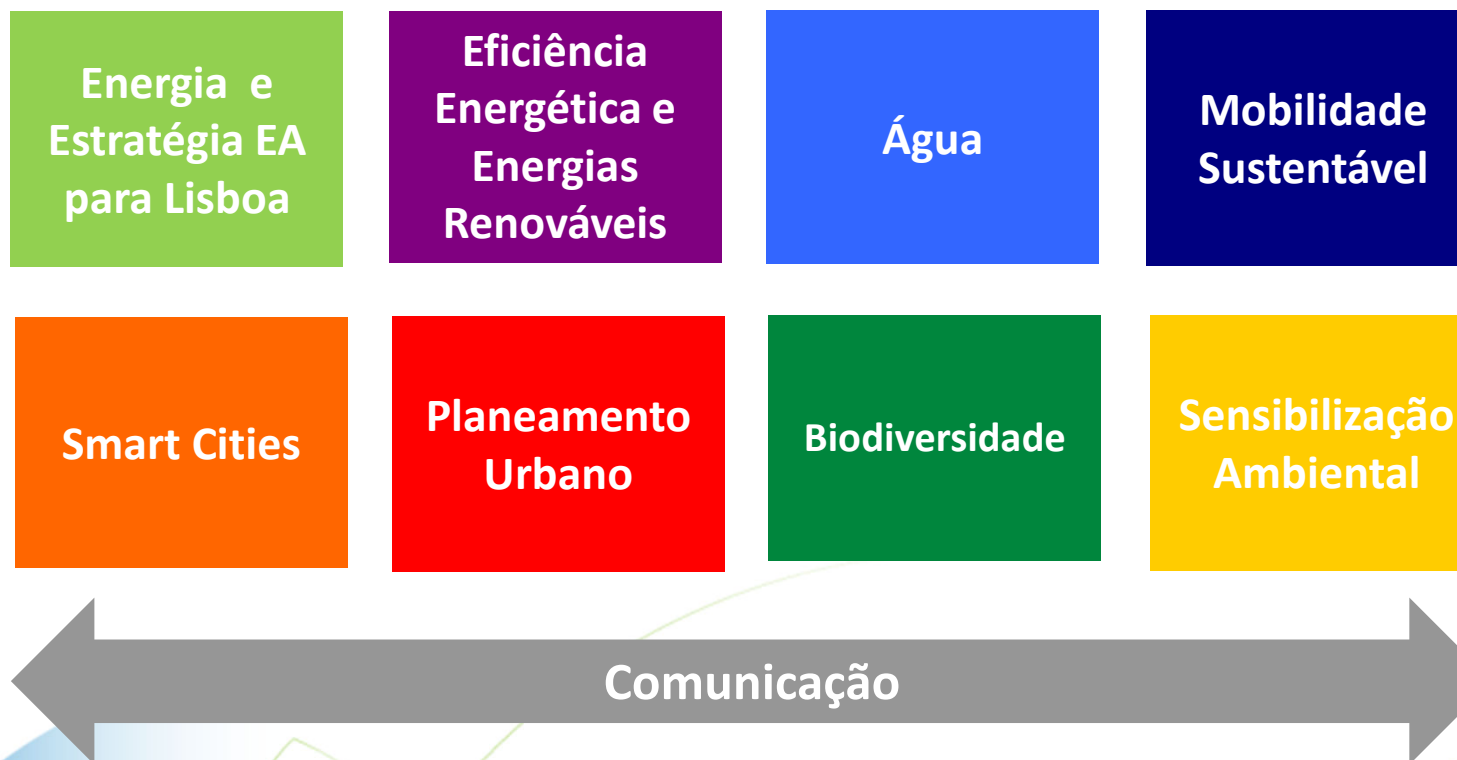 Energia e
Estratégia EA
para Lisboa
Eficiência
Energética e
Energias
Renováveis
Água
Mobilidade
Sustentável
Smart Cities
Planeamento
Urbano
Biodiversidade
Sensibilização
Ambiental
Comunicação